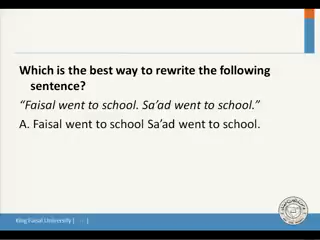 Which is the best way to rewrite the following
sentence?
“Faisal went to school. Sa’ad went to school.”
A. Faisal went to school Sa’ad went to school.
King Faisal University |     |